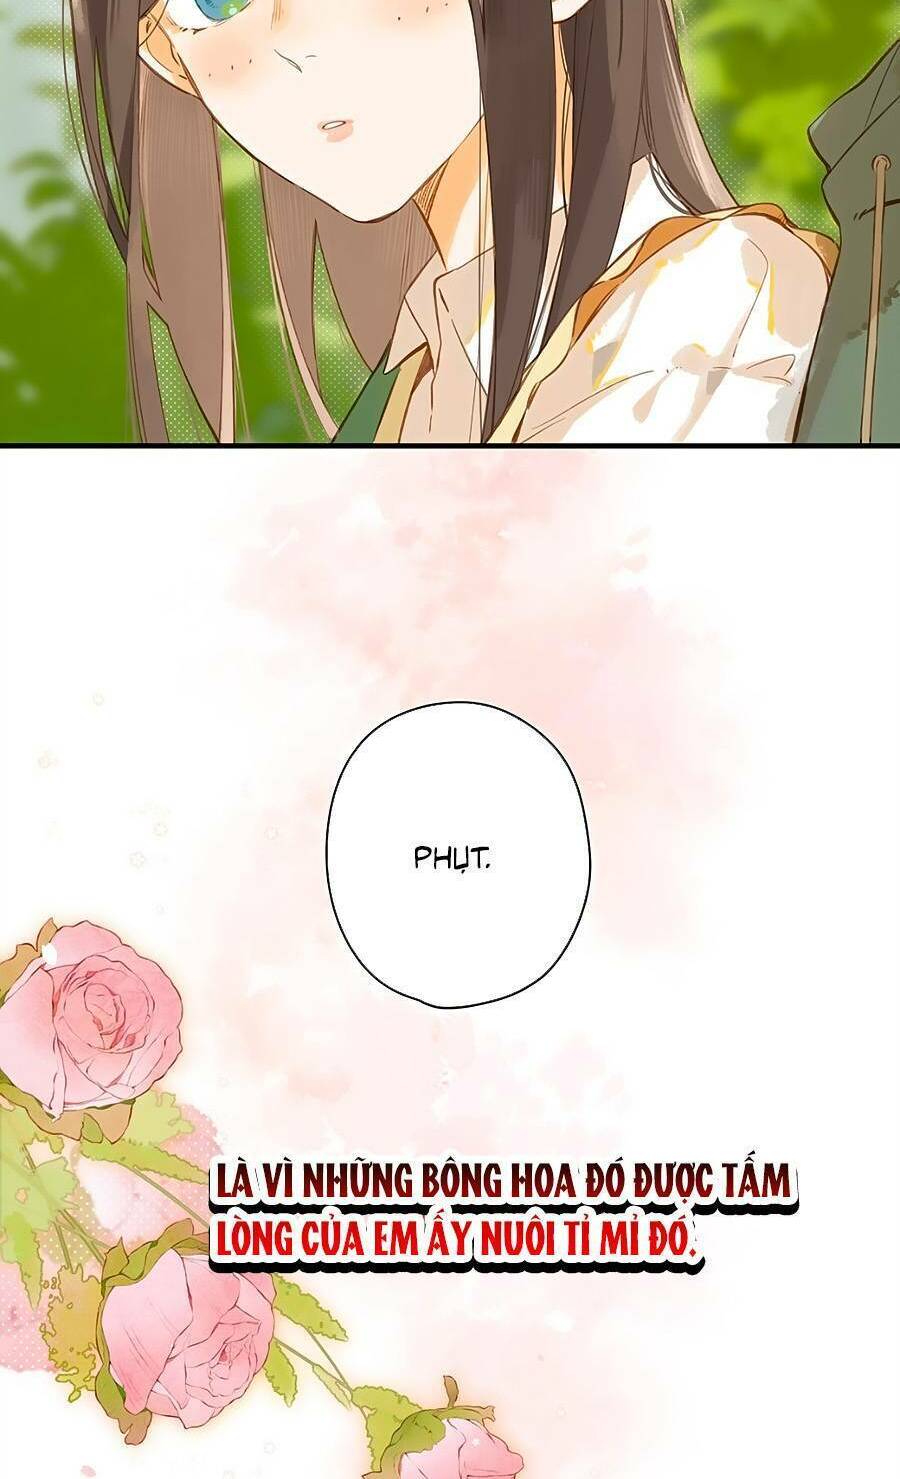 PHỤT.
LÀ VÌ NHỮNG BÔNG HOA ĐÓ ĐƯỢC TẤM
LÒNG CỦA EM ẤY NUÔI TỈ MỈ ĐÓ.